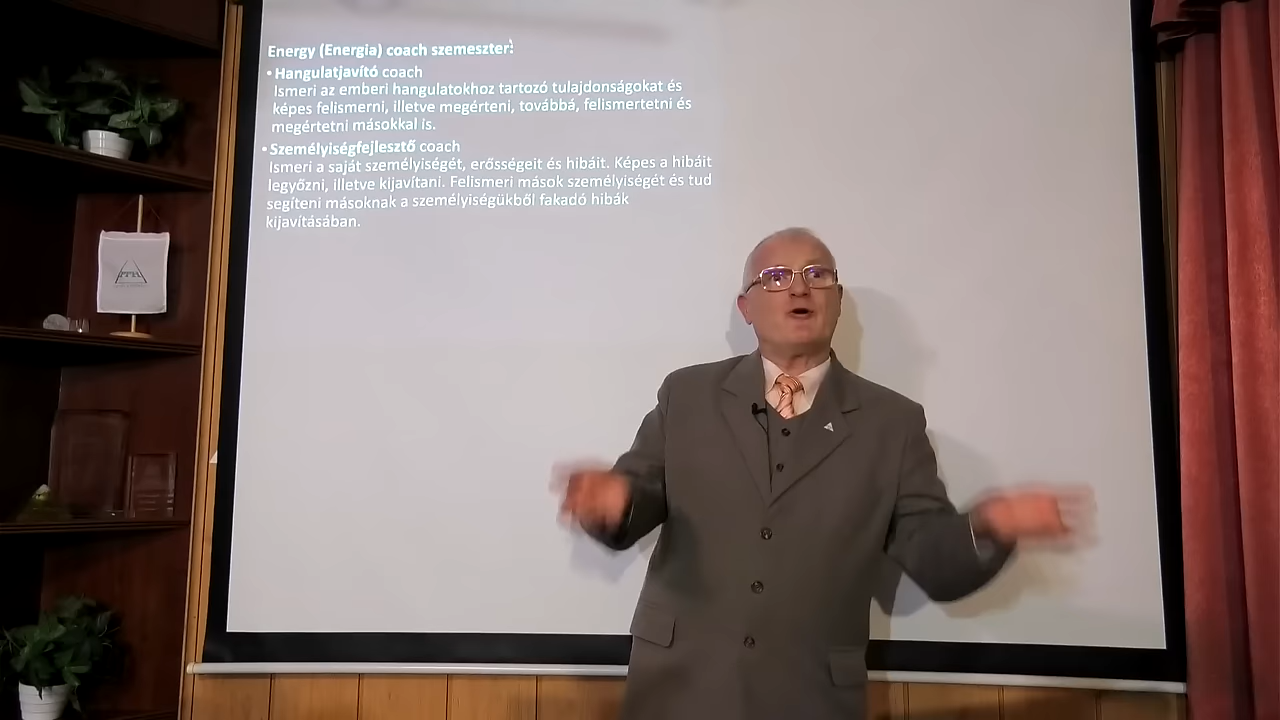 Energy (Energia) coach szemeszter:
• Hangulatjavító coach
Ismeri az emberi hangulatokhoz tartozó tulajdonságokat és
képes felismerni, illetve megérteni, továbbá, felismertetni és
megértetni másokkal is.
• Személyiségfejlesztő coach
Ismeri a saját személyiségét, erősségeit és hibáit. Képes a hibáit
legyőzni, illetve kijavítani. Felismeri mások személyiségét és tud
segíteni másoknak a személyiségükből fakadó hibák
kijavításában.